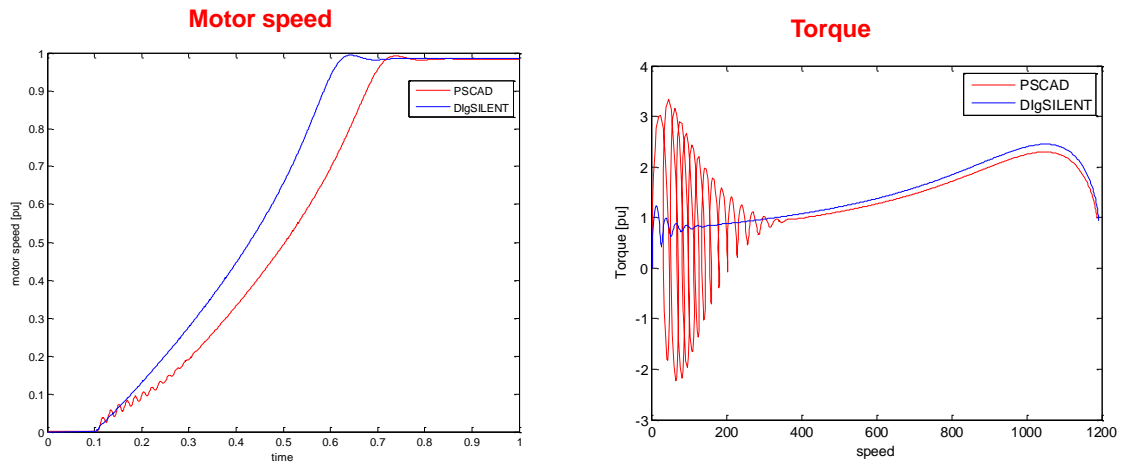 Motor speed
1
0.9
0.8
0.7
0.6
0.5
0.4
0.3
0.2
0.1
0
motor speed [pu]
PSCAD
DIgSILENT
0 0.1 0.2 0.3 0.4 0.5 0.6 0.7 0.8 0.9 1
time
Torque
4
3
2
1
0
-1
-2
-3
Torque [pu]
PSCAD
DIgSILENT
0 200 400 600 800 1000 1200
speed